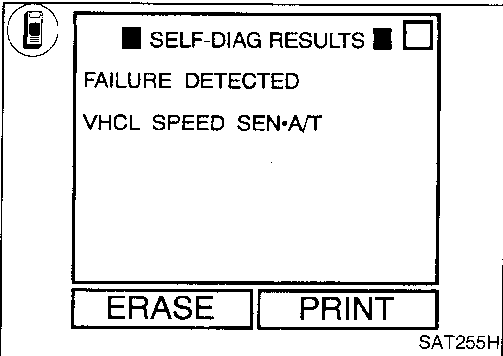 ■ SELF-DIAG RESULTS ■ □
FAILURE DETECTED
VHCL SPEED SEN•A/T
ERASE
PRINT
SAT255H